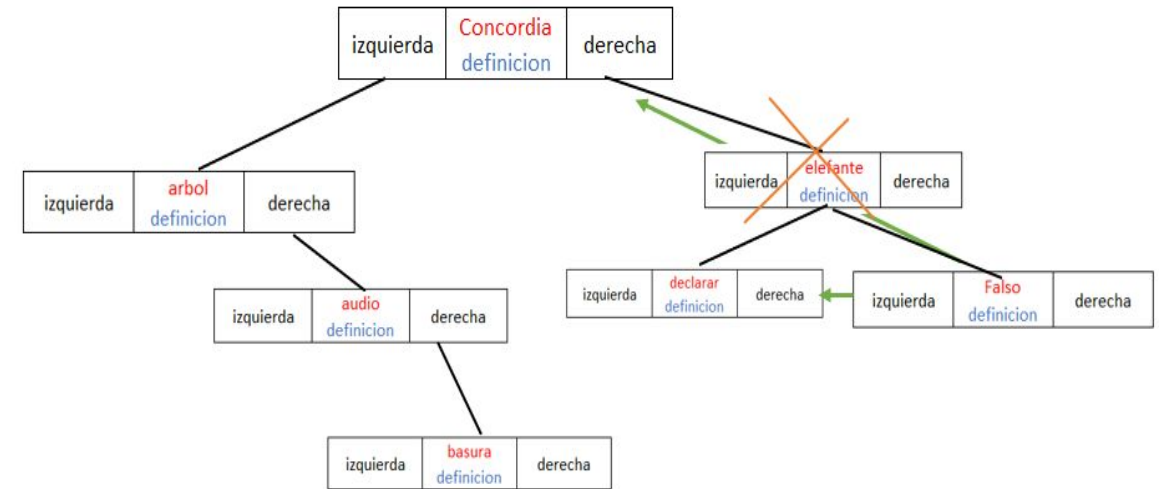 izquierda
Concordia
definicion
derecha
izquierda
arbol
definicion
derecha
izquierda
elefante
definicion
derecha
izquierda
audio
definicion
derecha
izquierda
declarar
definicion
derecha
izquierda
Falso
definicion
derecha
izquierda
basura
definicion
derecha